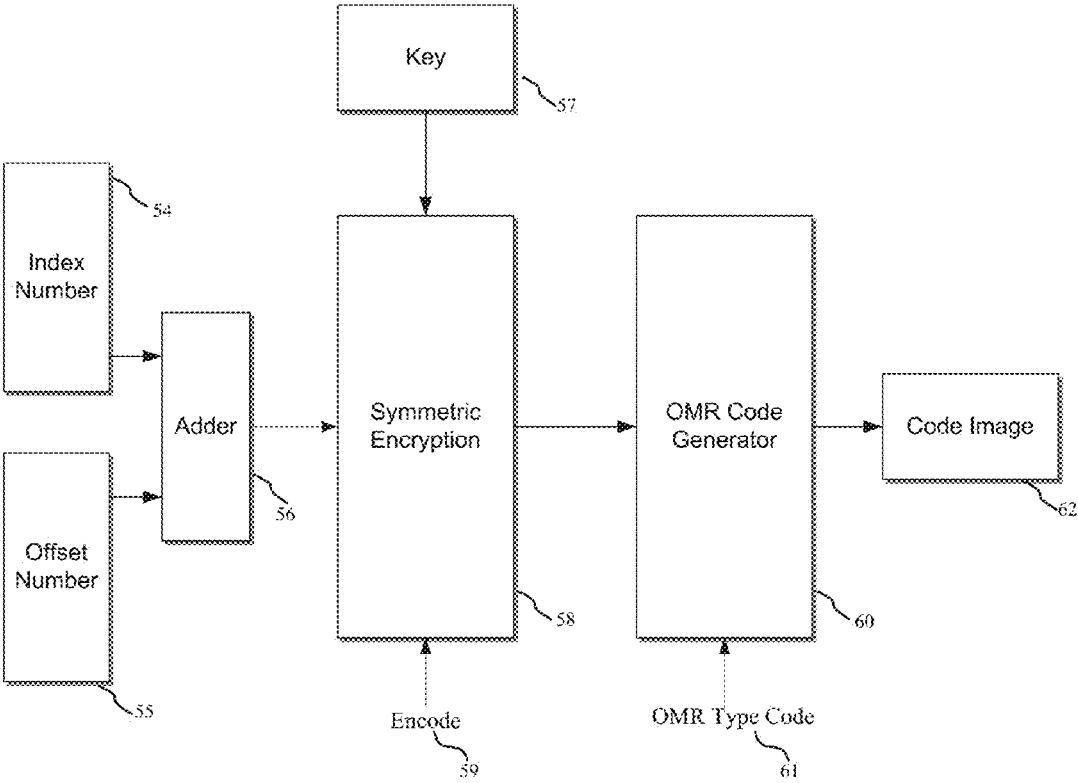 Key
57
54
Index
Number
Adder
56
Symmetric
Encryption
58
OMR Code
Generator
60
Code Image
62
Offset
Number
55
Encode
59
OMR Type Code
61